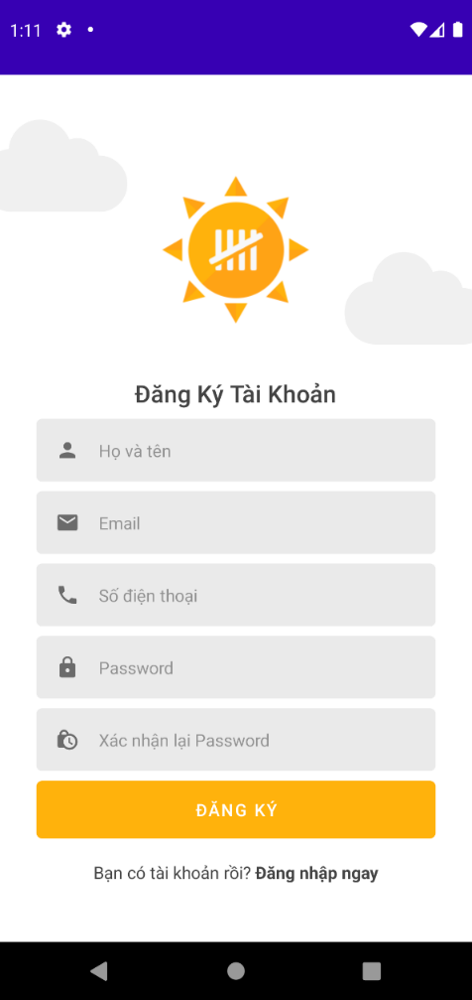 1:11
Đăng Ký Tài Khoản
Họ và tên
Email
Số điện thoại
Password
Xác nhận lại Password
ĐĂNG KÝ
Bạn có tài khoản rồi? Đăng nhập ngay